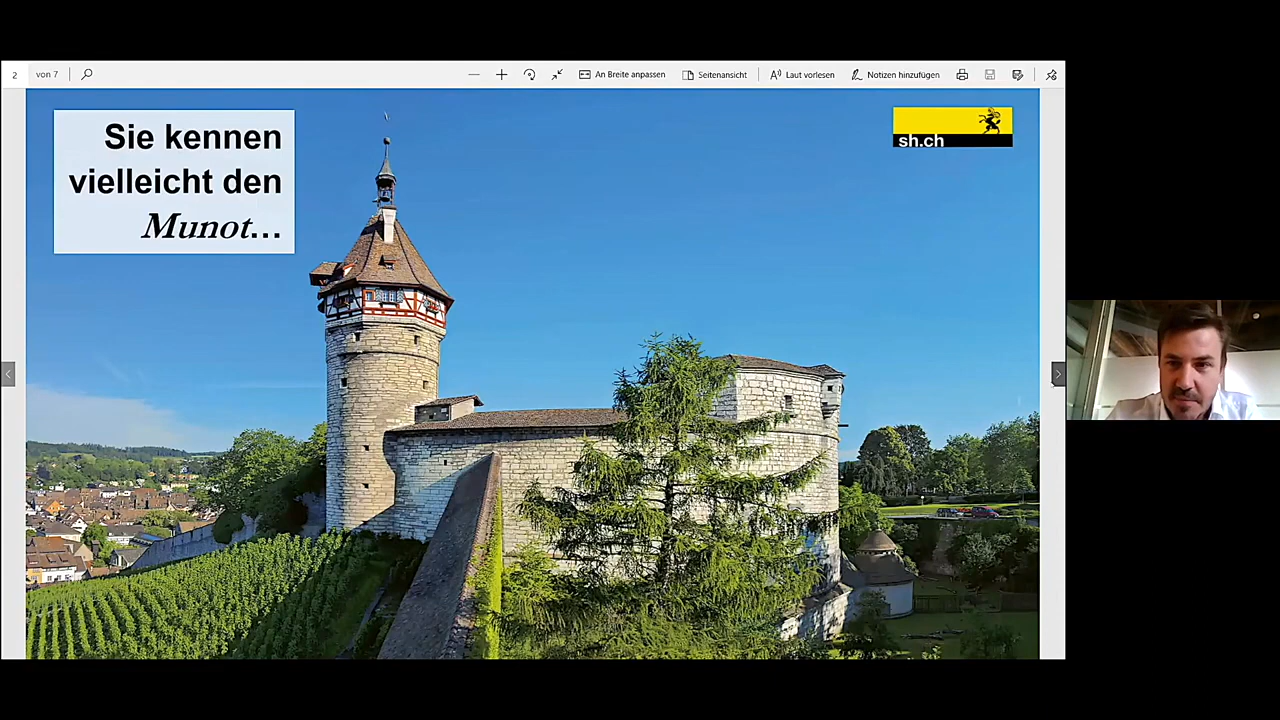 2 von 7 An Breite anpassen Seitenansicht Laut vorlesen Notizen hinzufügen
Sie kennen
vielleicht den
Munot...
sh.ch